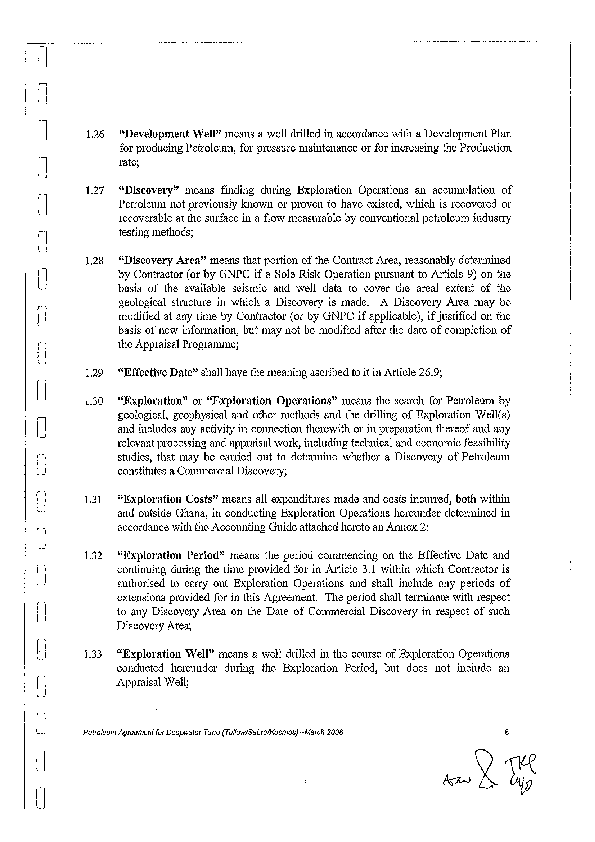 1.26 “Development Well” means a well drilled in accordance with a Development Plan
for producing Petroleum, for pressure maintenance or for increasing the Production
rate;
1.27 “Discovery” means finding during Exploration Operations an accumulation of
Petroleum not previously known or proven to have existed, which is recovered or
recoverable at the surface in a flow measurable by conventional petroleum industry
testing methods;
1.28 “Discovery Area” means that portion of the Contract Area, reasonably determined
by Contractor (or by GNPC if a Sole Risk Operation pursuant to Article 9) on the
basis of the available seismic and well data to cover the areal extent of the
geological structure in which a Discovery is made. A Discovery Area may be
modified at any time by Contractor (or by GNPC if applicable), if justified on the
basis of new information, but may not be modified after the date of completion of
the Appraisal Programme;
1.29 “Effective Date” shall have the meaning ascribed to it in Article 26.9;
1.30 “Exploration” or “Exploration Operations” means the search for Petroleum by
geological, geophysical and other methods and the drilling of Exploration Well(s)
and includes any activity in connection therewith or in preparation thereof and any
relevant processing and appraisal work, including technical and economic feasibility
studies, that may be carried out to determine whether a Discovery of Petroleum
constitutes a Commercial Discovery;
1.31 “Exploration Costs” means all expenditures made and costs incurred, both within
and outside Ghana, in conducting Exploration Operations hereunder determined in
accordance with the Accounting Guide attached hereto an Annex 2;
1.32 “Exploration Period” means the period commencing on the Effective Date and
continuing during the time provided for in Article 3.1 within which Contractor is
authorised to carry out Exploration Operations and shall include any periods of
extensions provided for in this Agreement. The period shall terminate with respect
to any Discovery Area on the Date of Commercial Discovery in respect of such
Discovery Area;
1.33 “Exploration Well” means a well drilled in the course of Exploration Operations
conducted hereunder during the Exploration Period, but does not include an
Appraisal Well;
Petroleum Agreement for Deepwater Tano (Tullow/Sabre/Kosmos) –March 2006 6